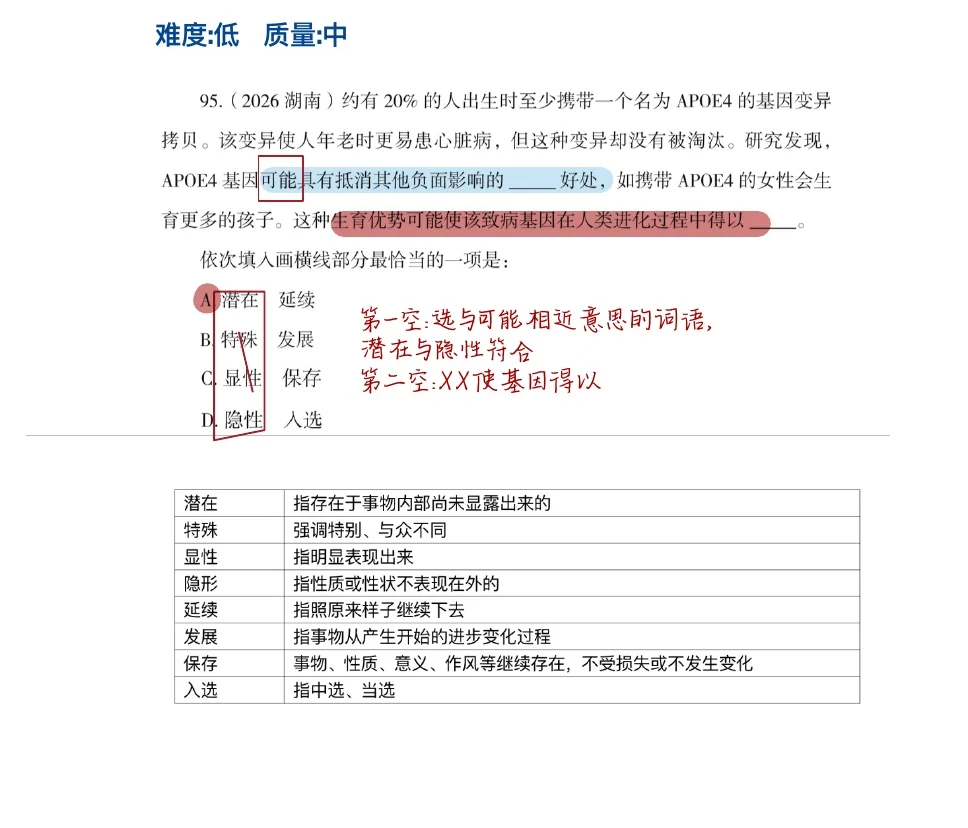 难度:低 质量:中
95.（2026 湖南）约有 20% 的人出生时至少携带一个名为 APOE4 的基因变异
拷贝。该变异使人年老时更易患心脏病，但这种变异却没有被淘汰。研究发现，
APOE4 基因可能具有抵消其他负面影响的 _____ 好处，如携带 APOE4 的女性会生
育更多的孩子。这种生育优势可能使该致病基因在人类进化过程中得以 _____。
依次填入画横线部分最恰当的一项是：
A. 潜在 延续
B. 特殊 发展
C. 显性 保存
D. 隐性 入选
第一空:选与可能相近意思的词语,
潜在与隐性符合
第二空:XX使基因得以
潜在 指存在于事物内部尚未显露出来的
特殊 强调特别、与众不同
显性 指明显表现出来
隐形 指性质或性状不表现在外的
延续 指照原来样子继续下去
发展 指事物从产生开始的进步变化过程
保存 事物、性质、意义、作风等继续存在，不受损失或不发生变化
入选 指中选、当选